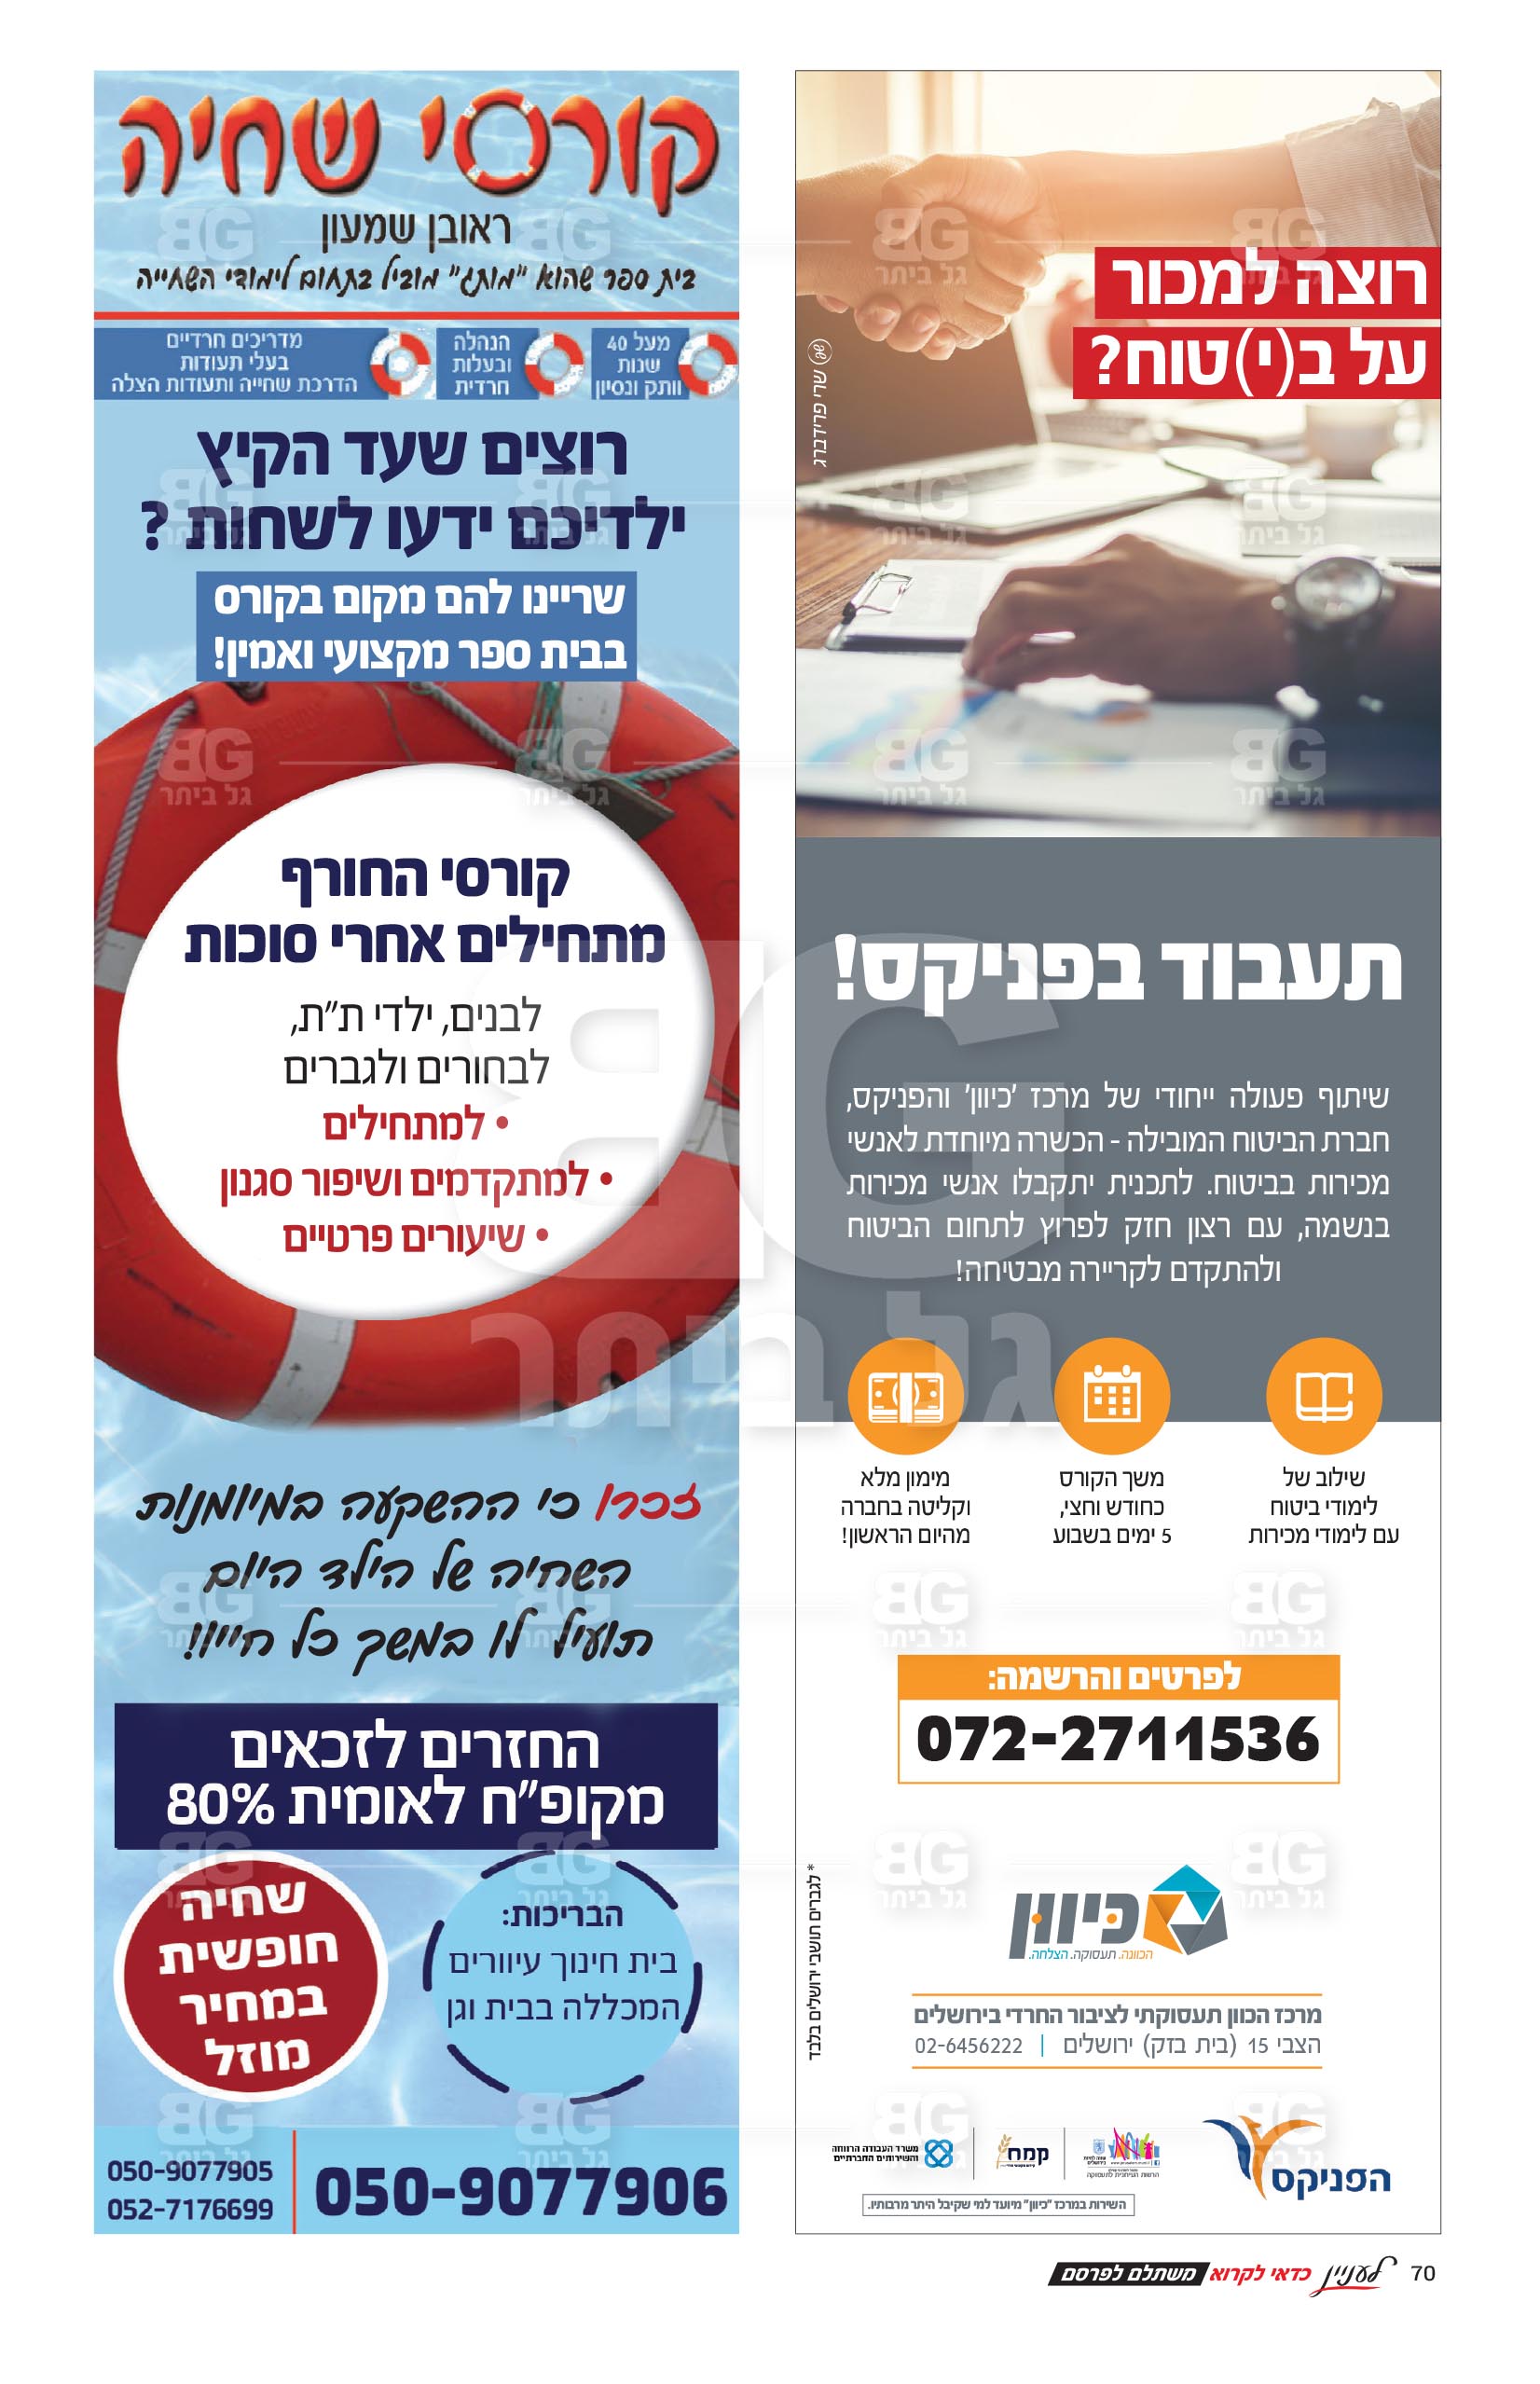 רוצה למכור
על ב(י)טוח?
שרי פרידברג
תעבוד בפניקס!
שיתוף פעולה ייחודי של מרכז 'כיוון' והפניקס,
חברת הביטוח המובילה - הכשרה מיוחדת לאנשי
מכירות בביטוח. לתכנית יתקבלו אנשי מכירות
בנשמה, עם רצון חזק לפרוץ לתחום הביטוח
ולהתקדם לקריירה מבטיחה!
שילוב של
לימודי ביטוח
עם לימודי מכירות
משך הקורס
כחודש וחצי,
5 ימים בשבוע
מימון מלא
וקליטה בחברה
מהיום הראשון!
לפרטים והרשמה:
072-2711536
* לגברים תושבי ירושלים בלבד
כיוון
הכוונה. תעסוקה. הצלחה.
מרכז הכוון תעסוקתי לציבור החרדי בירושלים
הצבי 15 (בית בזק) ירושלים | 02-6456222
הפניקס
הרשות העירונית לתעסוקה
קמח
משרד העבודה הרווחה
והשירותים החברתיים
השירות במרכז "כיוון" מיועד למי שקיבל היתר מרבותיו.
קורסי שחיה
ראובן שמעון
בית ספר שהוא "מותג" מוביל בתחום לימודי השחייה
מעל 40
שנות
וותק ונסיון
הנהלה
ובעלות
חרדית
מדריכים חרדיים
בעלי תעודות
הדרכת שחייה ותעודות הצלה
רוצים שעד הקיץ
ילדיכם ידעו לשחות ?
שריינו להם מקום בקורס
בבית ספר מקצועי ואמין!
קורסי החורף
מתחילים אחרי סוכות
לבנים, ילדי ת"ת,
לבחורים ולגברים
• למתחילים
• למתקדמים ושיפור סגנון
• שיעורים פרטיים
זכרו כי ההשקעה במיומנות
השחיה של הילד היום
תועיל לו במשך כל חייו!!
החזרים לזכאים
מקופ"ח לאומית 80%
הבריכות:
בית חינוך עיוורים
המכללה בבית וגן
שחיה
חופשית
במחיר
מוזל
050-9077906
050-9077905
052-7176699
70 לעניין כדאי לקרוא משתלם לפרסם
BG
גל ביתר